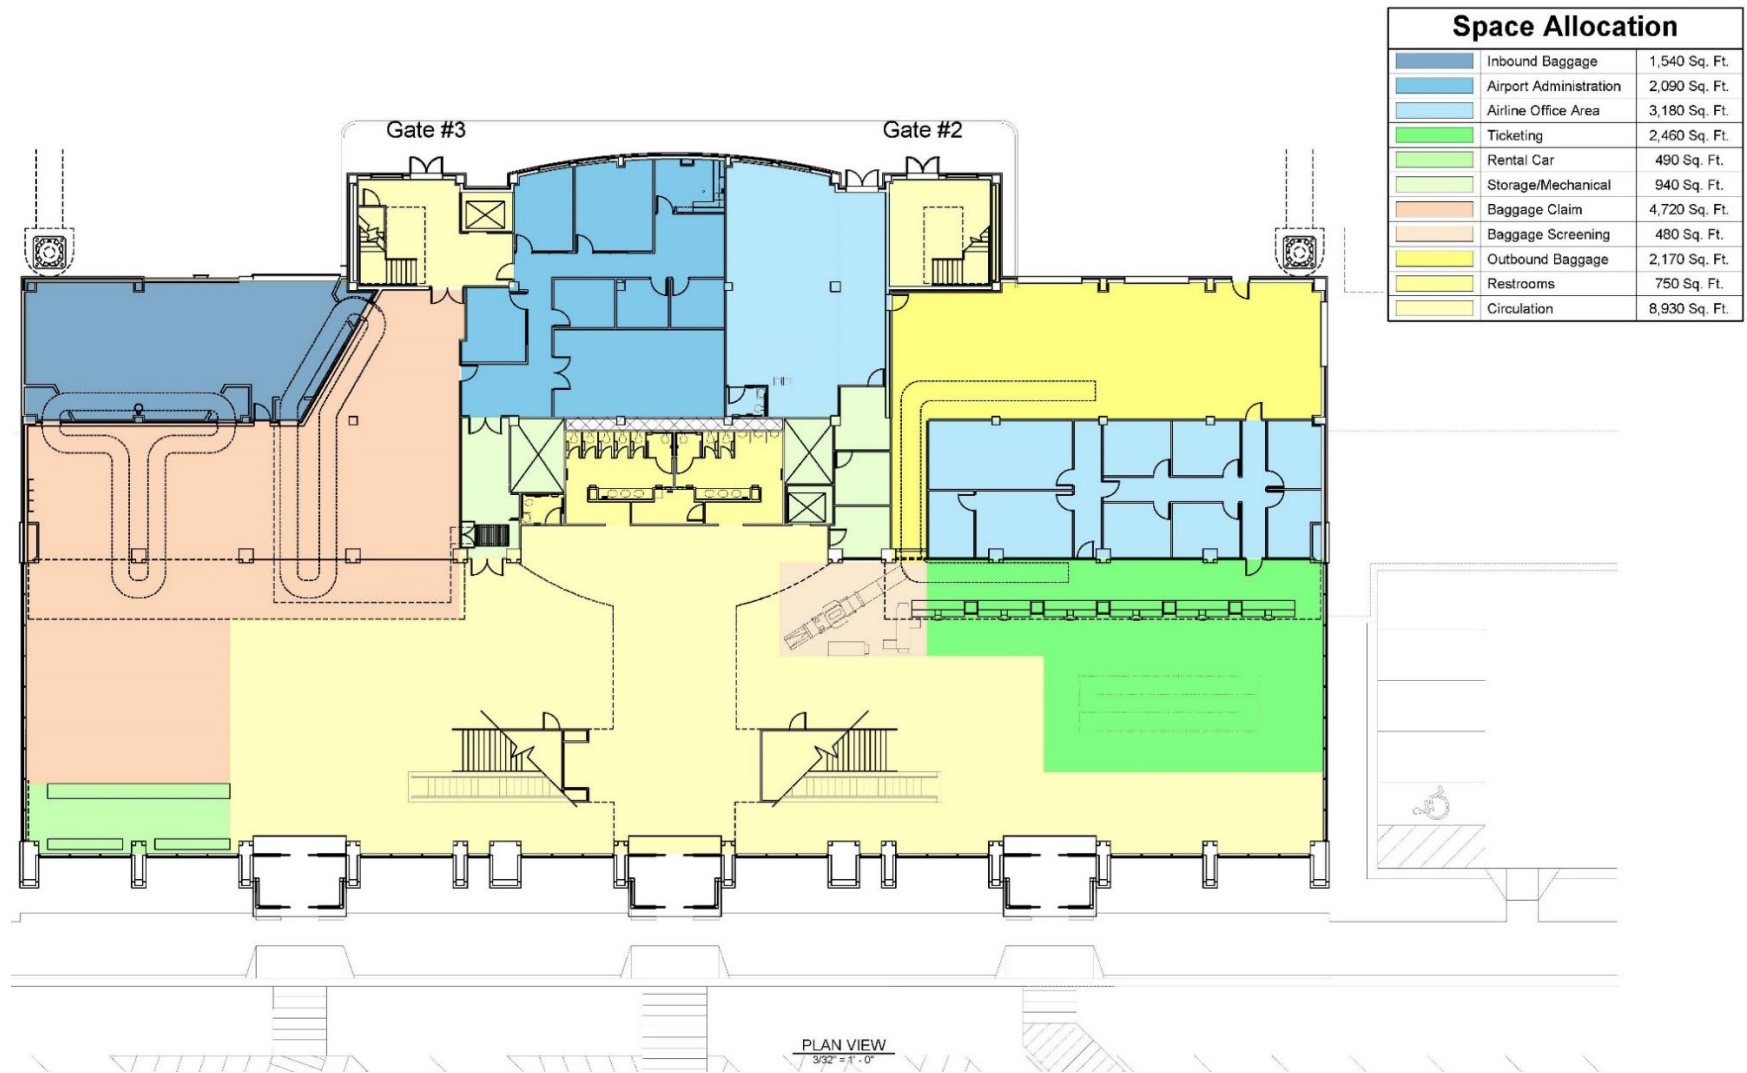 Space Allocation
Inbound Baggage 1,540 Sq. Ft.
Airport Administration 2,090 Sq. Ft.
Airline Office Area 3,180 Sq. Ft.
Ticketing 2,460 Sq. Ft.
Rental Car 490 Sq. Ft.
Storage/Mechanical 940 Sq. Ft.
Baggage Claim 4,720 Sq. Ft.
Baggage Screening 480 Sq. Ft.
Outbound Baggage 2,170 Sq. Ft.
Restrooms 750 Sq. Ft.
Circulation 8,930 Sq. Ft.
Gate #3 Gate #2
PLAN VIEW
3/32" = 1' - 0"